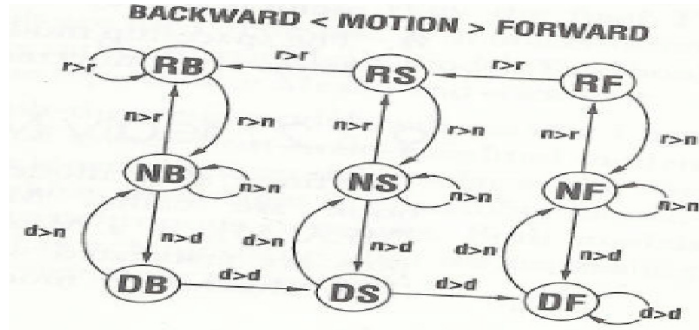 BACKWARD < MOTION > FORWARD
r>r RB r>r RS r>r RF
n>r r>n n>r r>n n>r r>n
NB n>n NS n>n NF n>n
d>n n>d d>n n>d d>n n>d
DB d>d DS d>d DF d>d